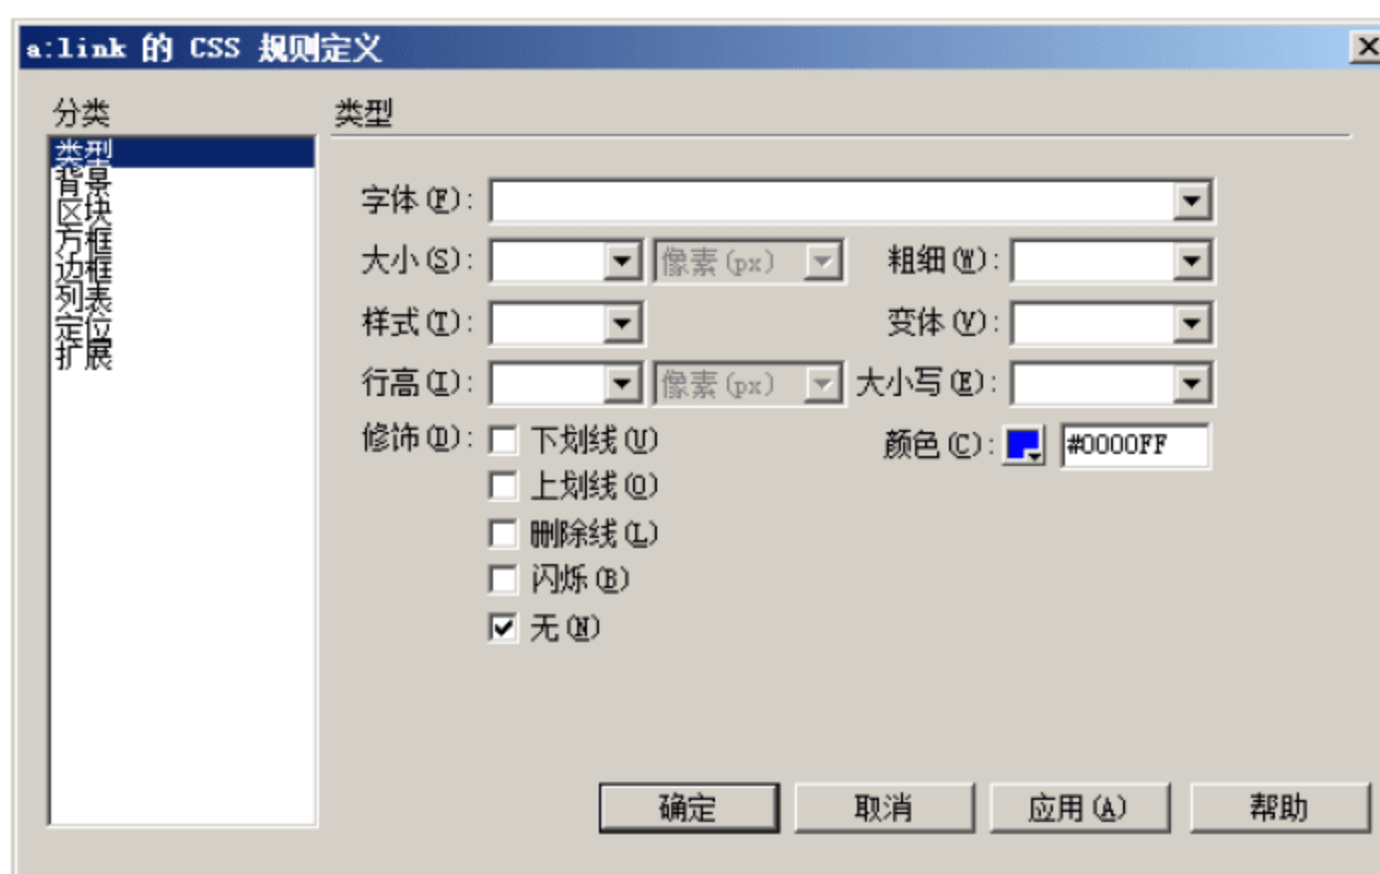 a:link 的 CSS 规则定义
分类
类型
背景
区块
方框
边框
列表
定位
扩展
类型
字体(F):
大小(S): 像素(px) 粗细(W):
样式(T): 变体(V):
行高(I): 像素(px) 大小写(E):
修饰(D): 下划线(U) 颜色(C): #0000FF
上划线(O)
删除线(L)
闪烁(B)
无(N)
确定 取消 应用(A) 帮助